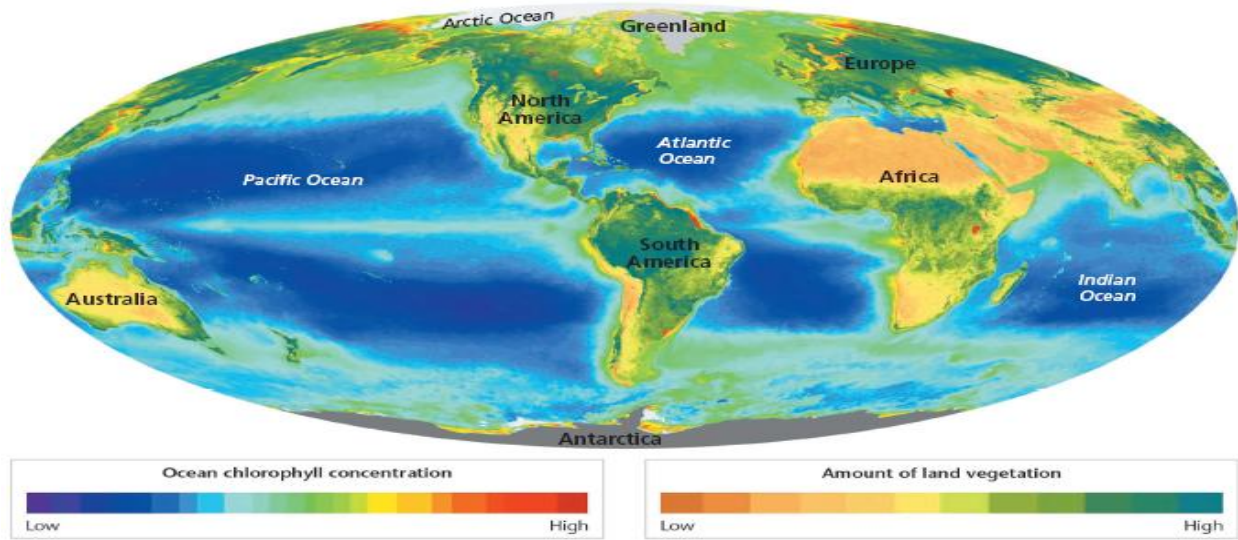 Arctic Ocean
Greenland
Europe
North
America
Atlantic
Ocean
Pacific Ocean
Africa
South
America
Australia
Indian
Ocean
Antarctica
Ocean chlorophyll concentration
Low
High
Amount of land vegetation
Low
High